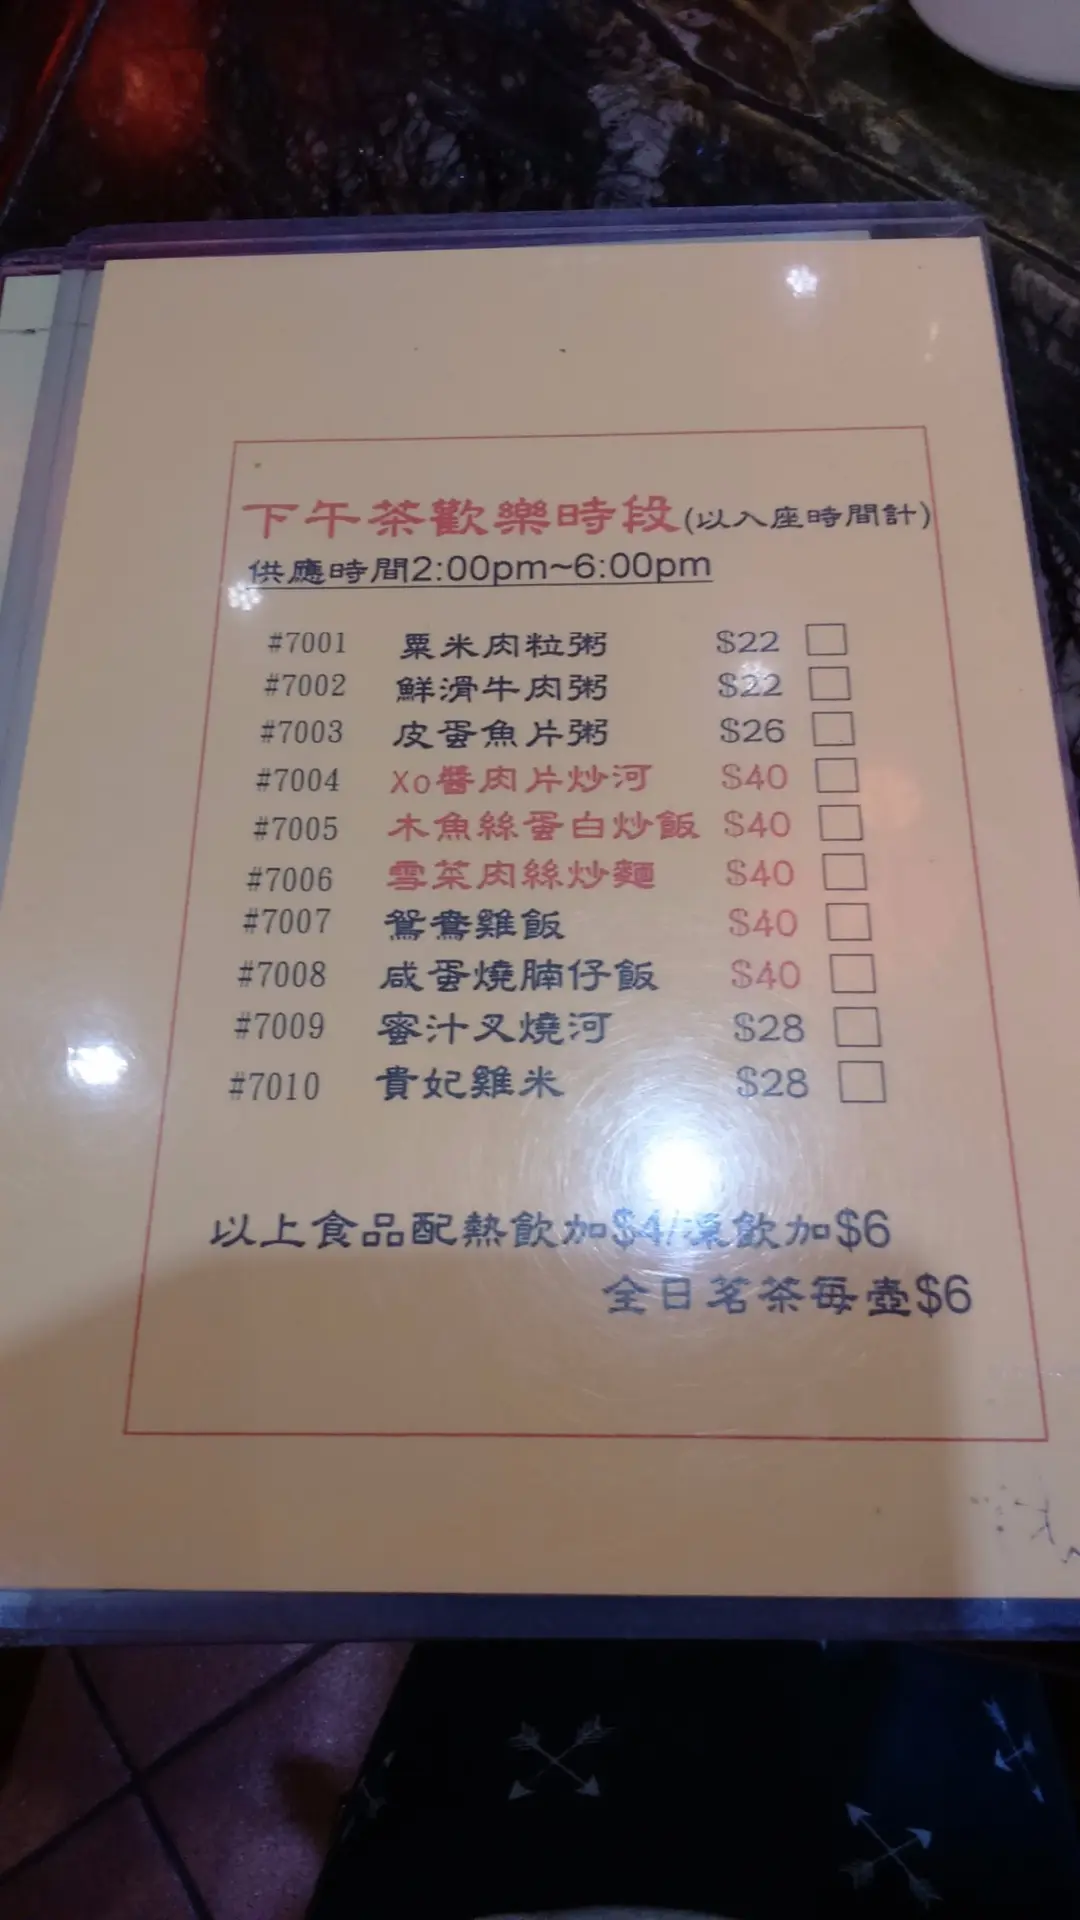 下午茶歡樂時段(以入座時間計)
供應時間2:00pm~6:00pm
#7001 粟米肉粒粥 $22
#7002 鮮滑牛肉粥 $22
#7003 皮蛋魚片粥 $26
#7004 Xo醬肉片炒河 $40
#7005 木魚絲蛋白炒飯 $40
#7006 雪菜肉絲炒麵 $40
#7007 鴛鴦雞飯 $40
#7008 咸蛋燒腩仔飯 $40
#7009 蜜汁叉燒河 $28
#7010 貴妃雞米 $28
以上食品配熱飲加$4/凍飲加$6
全日茗茶每壺$6